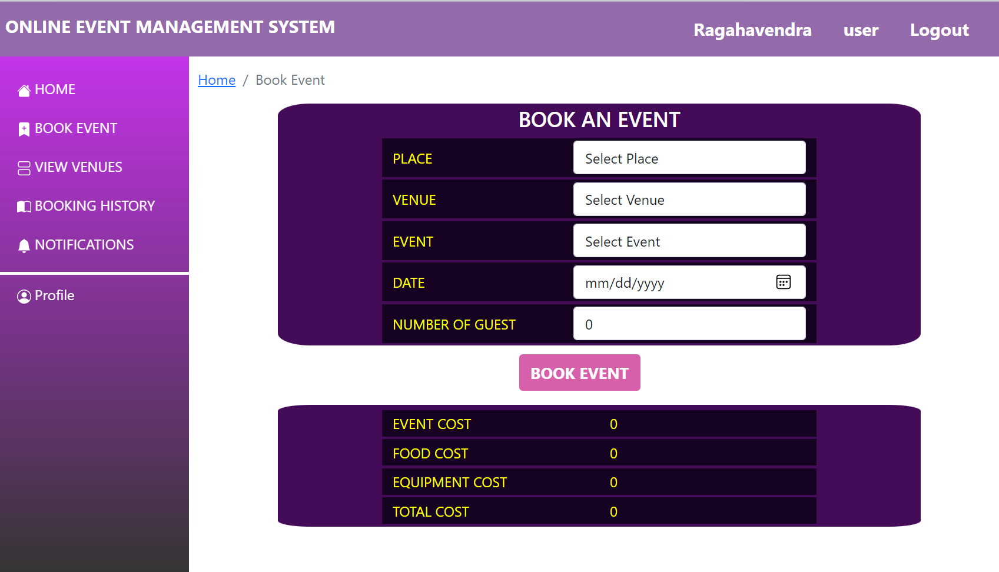 ONLINE EVENT MANAGEMENT SYSTEM
Ragahavendra user Logout
HOME
BOOK EVENT
VIEW VENUES
BOOKING HISTORY
NOTIFICATIONS
Profile
Home / Book Event
BOOK AN EVENT
PLACE Select Place
VENUE Select Venue
EVENT Select Event
DATE mm/dd/yyyy
NUMBER OF GUEST 0
BOOK EVENT
EVENT COST 0
FOOD COST 0
EQUIPMENT COST 0
TOTAL COST 0